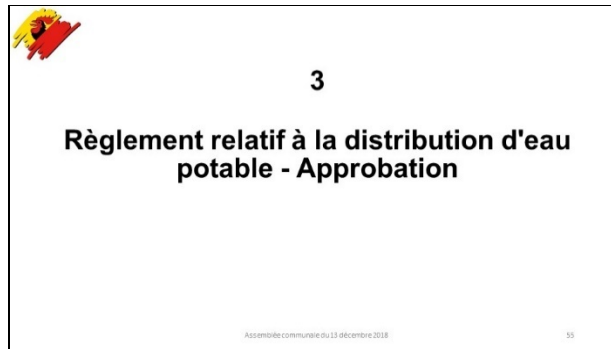 3
Règlement relatif à la distribution d'eau
potable - Approbation
Assemblée communale du 13 décembre 2018
55